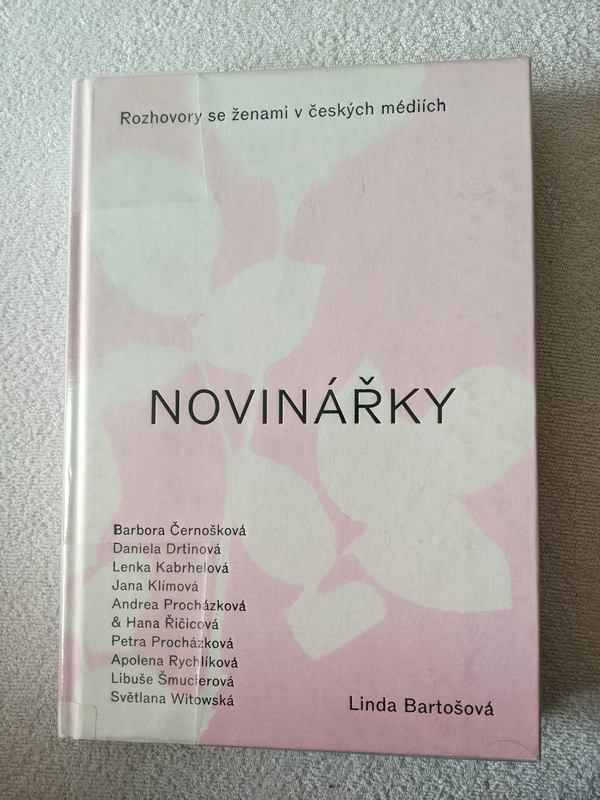 Rozhovory se ženami v českých médiích
NOVINÁŘKY
Barbora Černošková
Daniela Drtinová
Lenka Kabrhelová
Jana Klímová
Andrea Procházková
& Hana Řičicová
Petra Procházková
Apolena Rychlíková
Libuše Šmuclerová
Světlana Witowská
Linda Bartošová